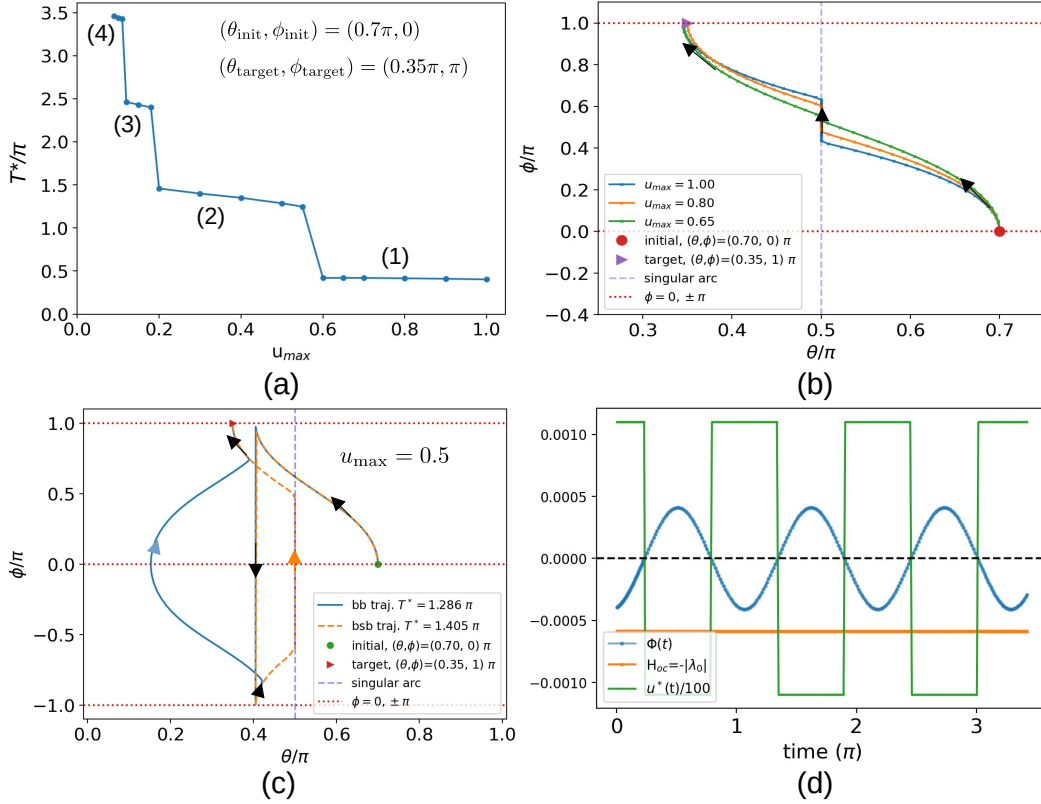 3.5
3.0
2.5
2.0
1.5
1.0
0.5
0.0
T*/π
0.0
0.2
0.4
0.6
0.8
1.0
u_max
(θ_init, ϕ_init) = (0.7π, 0)
(θ_target, ϕ_target) = (0.35π, π)
(4)
(3)
(2)
(1)
(a)
1.0
0.8
0.6
0.4
0.2
0.0
−0.2
−0.4
ϕ/π
u_max = 1.00
u_max = 0.80
u_max = 0.65
initial, (θ,ϕ)=(0.70, 0) π
target, (θ,ϕ)=(0.35, 1) π
singular arc
ϕ = 0, ± π
0.3
0.4
0.5
0.6
0.7
θ/π
(b)
1.0
0.5
0.0
−0.5
−1.0
ϕ/π
u_max = 0.5
bb traj. T* = 1.286 π
bsb traj. T* = 1.405 π
initial, (θ,ϕ)=(0.70, 0) π
target, (θ,ϕ)=(0.35, 1) π
singular arc
ϕ = 0, ± π
0.0
0.2
0.4
0.6
0.8
1.0
θ/π
(c)
0.0010
0.0005
0.0000
−0.0005
−0.0010
Φ(t)
H_oc=-|λ_0|
u*(t)/100
0
1
2
3
time (π)
(d)